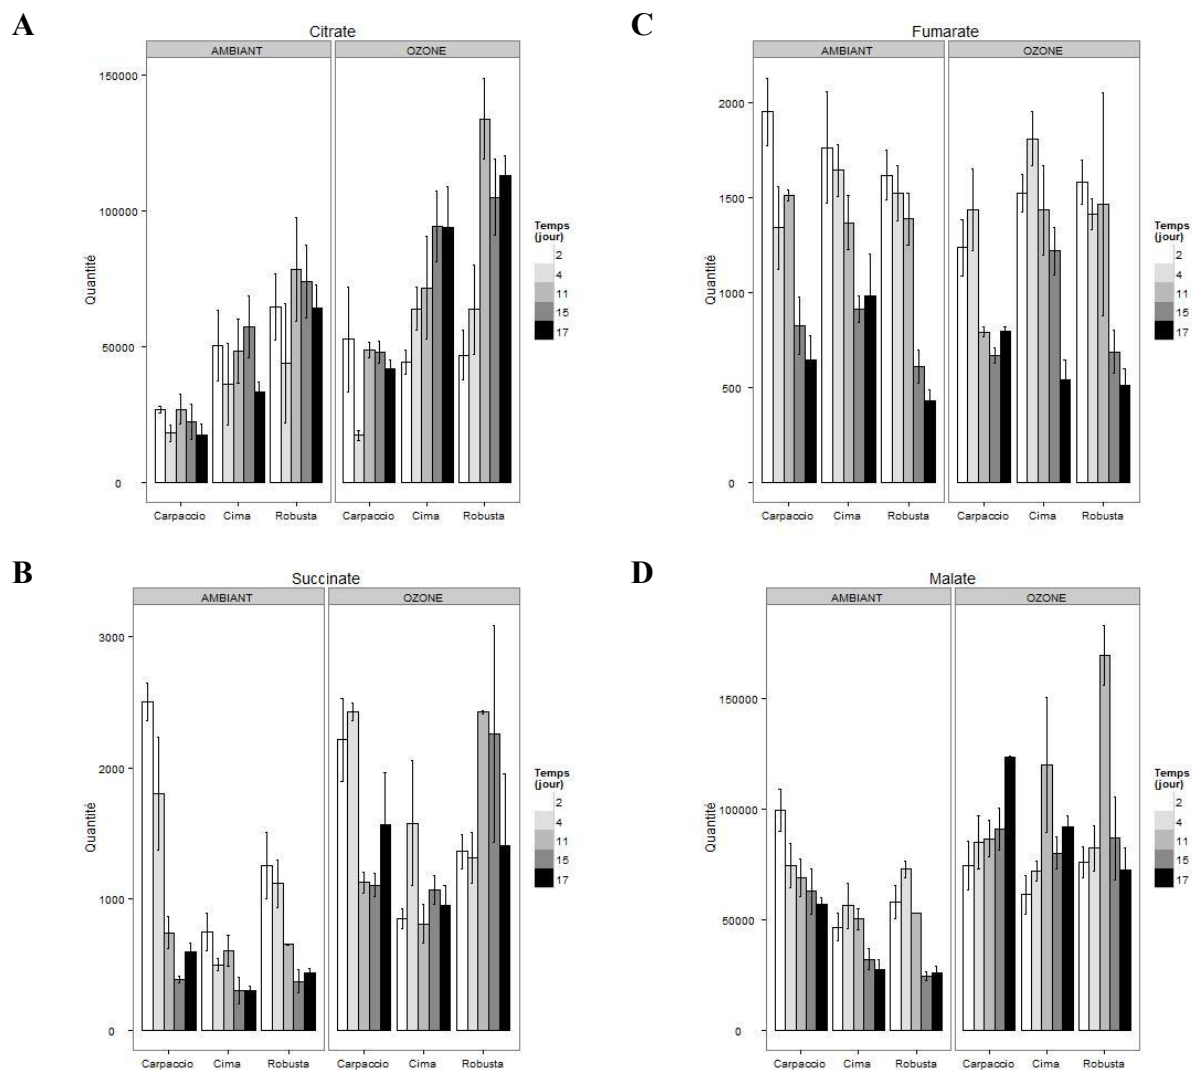 A
Citrate
AMBIANT OZONE
150000
100000
50000
0
Quantité
Carpaccio Cima Robusta Carpaccio Cima Robusta
Temps
(jour)
2
4
11
15
17
C
Fumarate
AMBIANT OZONE
2000
1500
1000
500
0
Quantité
Carpaccio Cima Robusta Carpaccio Cima Robusta
Temps
(jour)
2
4
11
15
17
B
Succinate
AMBIANT OZONE
3000
2000
1000
0
Quantité
Carpaccio Cima Robusta Carpaccio Cima Robusta
Temps
(jour)
2
4
11
15
17
D
Malate
AMBIANT OZONE
150000
100000
50000
0
Quantité
Carpaccio Cima Robusta Carpaccio Cima Robusta
Temps
(jour)
2
4
11
15
17